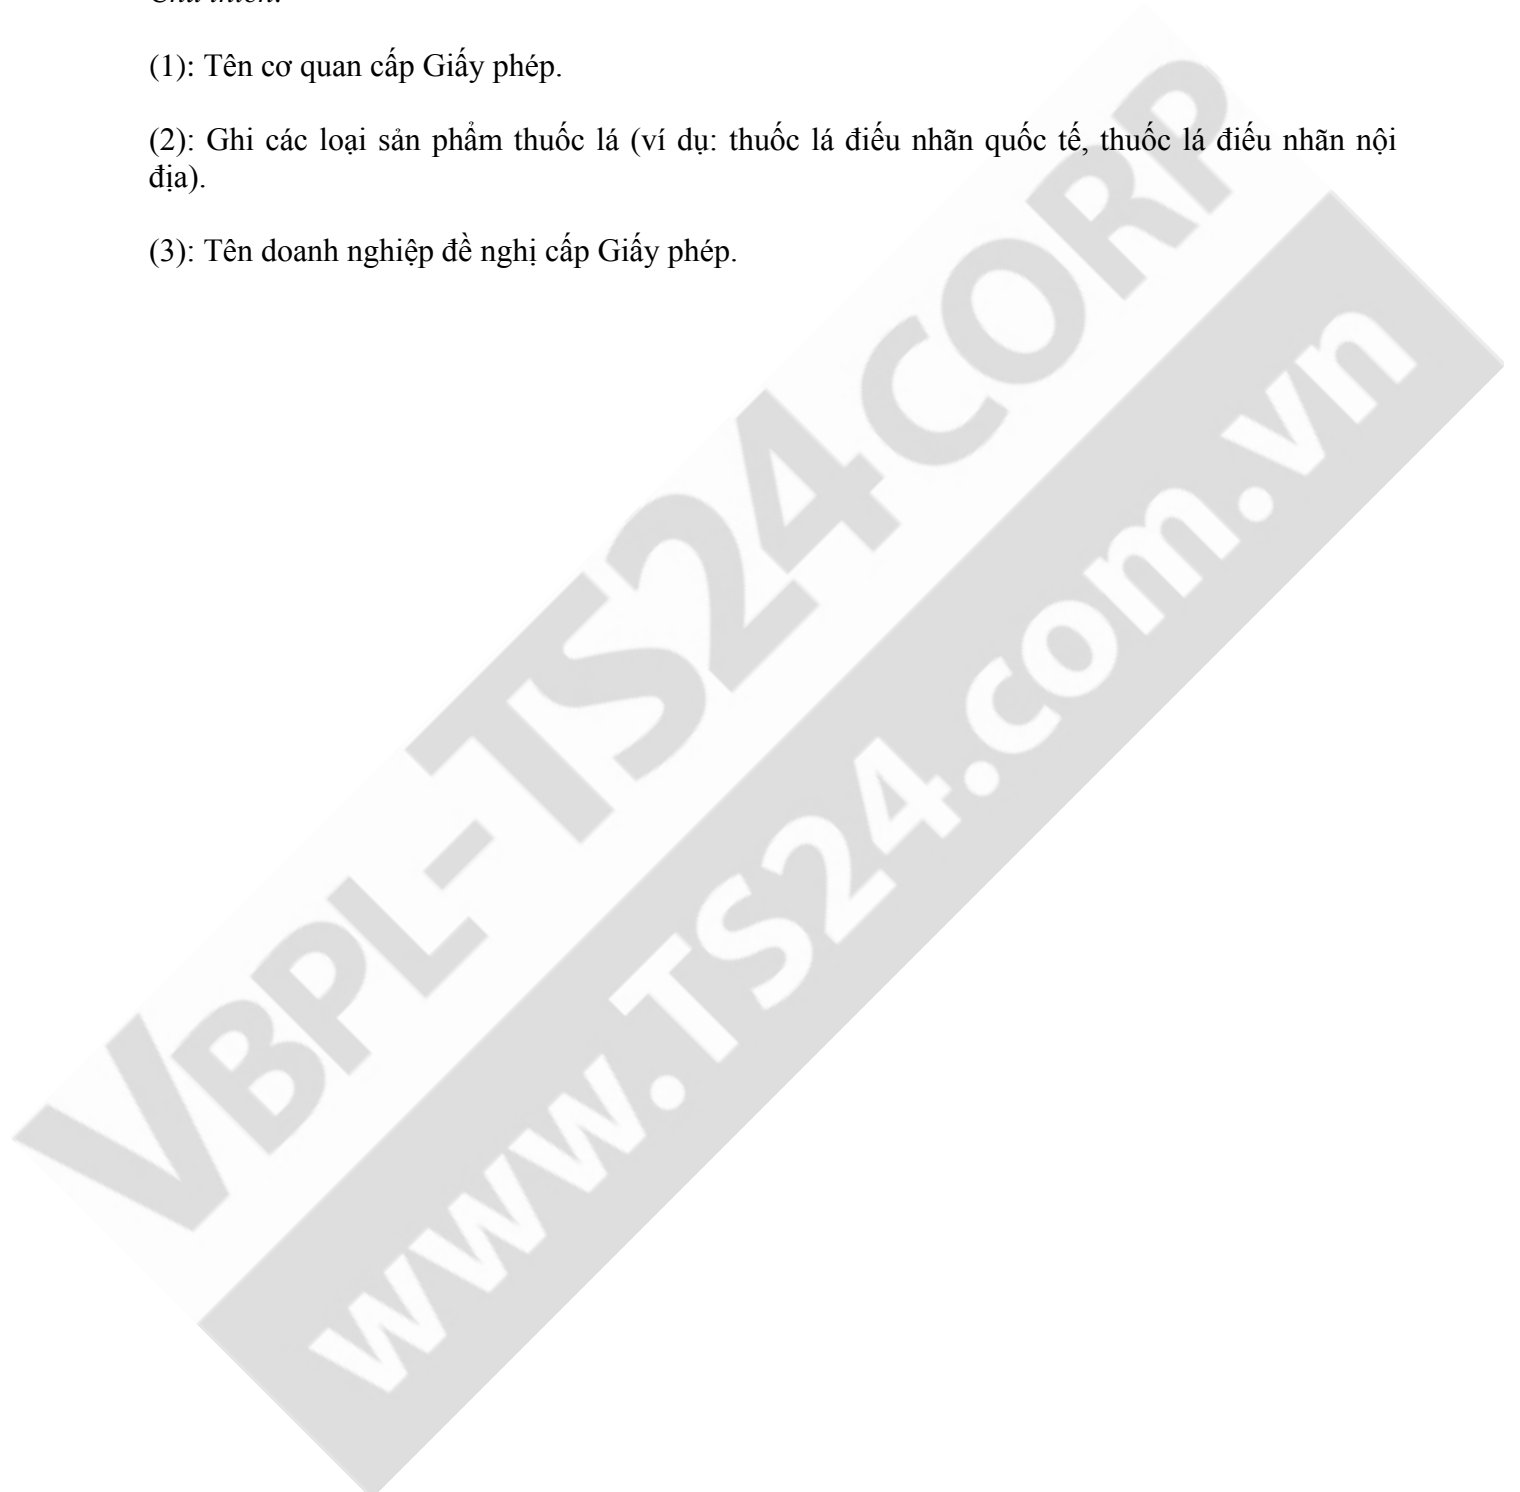 (1): Tên cơ quan cấp Giấy phép.
(2): Ghi các loại sản phẩm thuốc lá (ví dụ: thuốc lá điếu nhãn quốc tế, thuốc lá điếu nhãn nội
địa).
(3): Tên doanh nghiệp đề nghị cấp Giấy phép.
VBPL-TS24CORP
www.TS24.com.vn